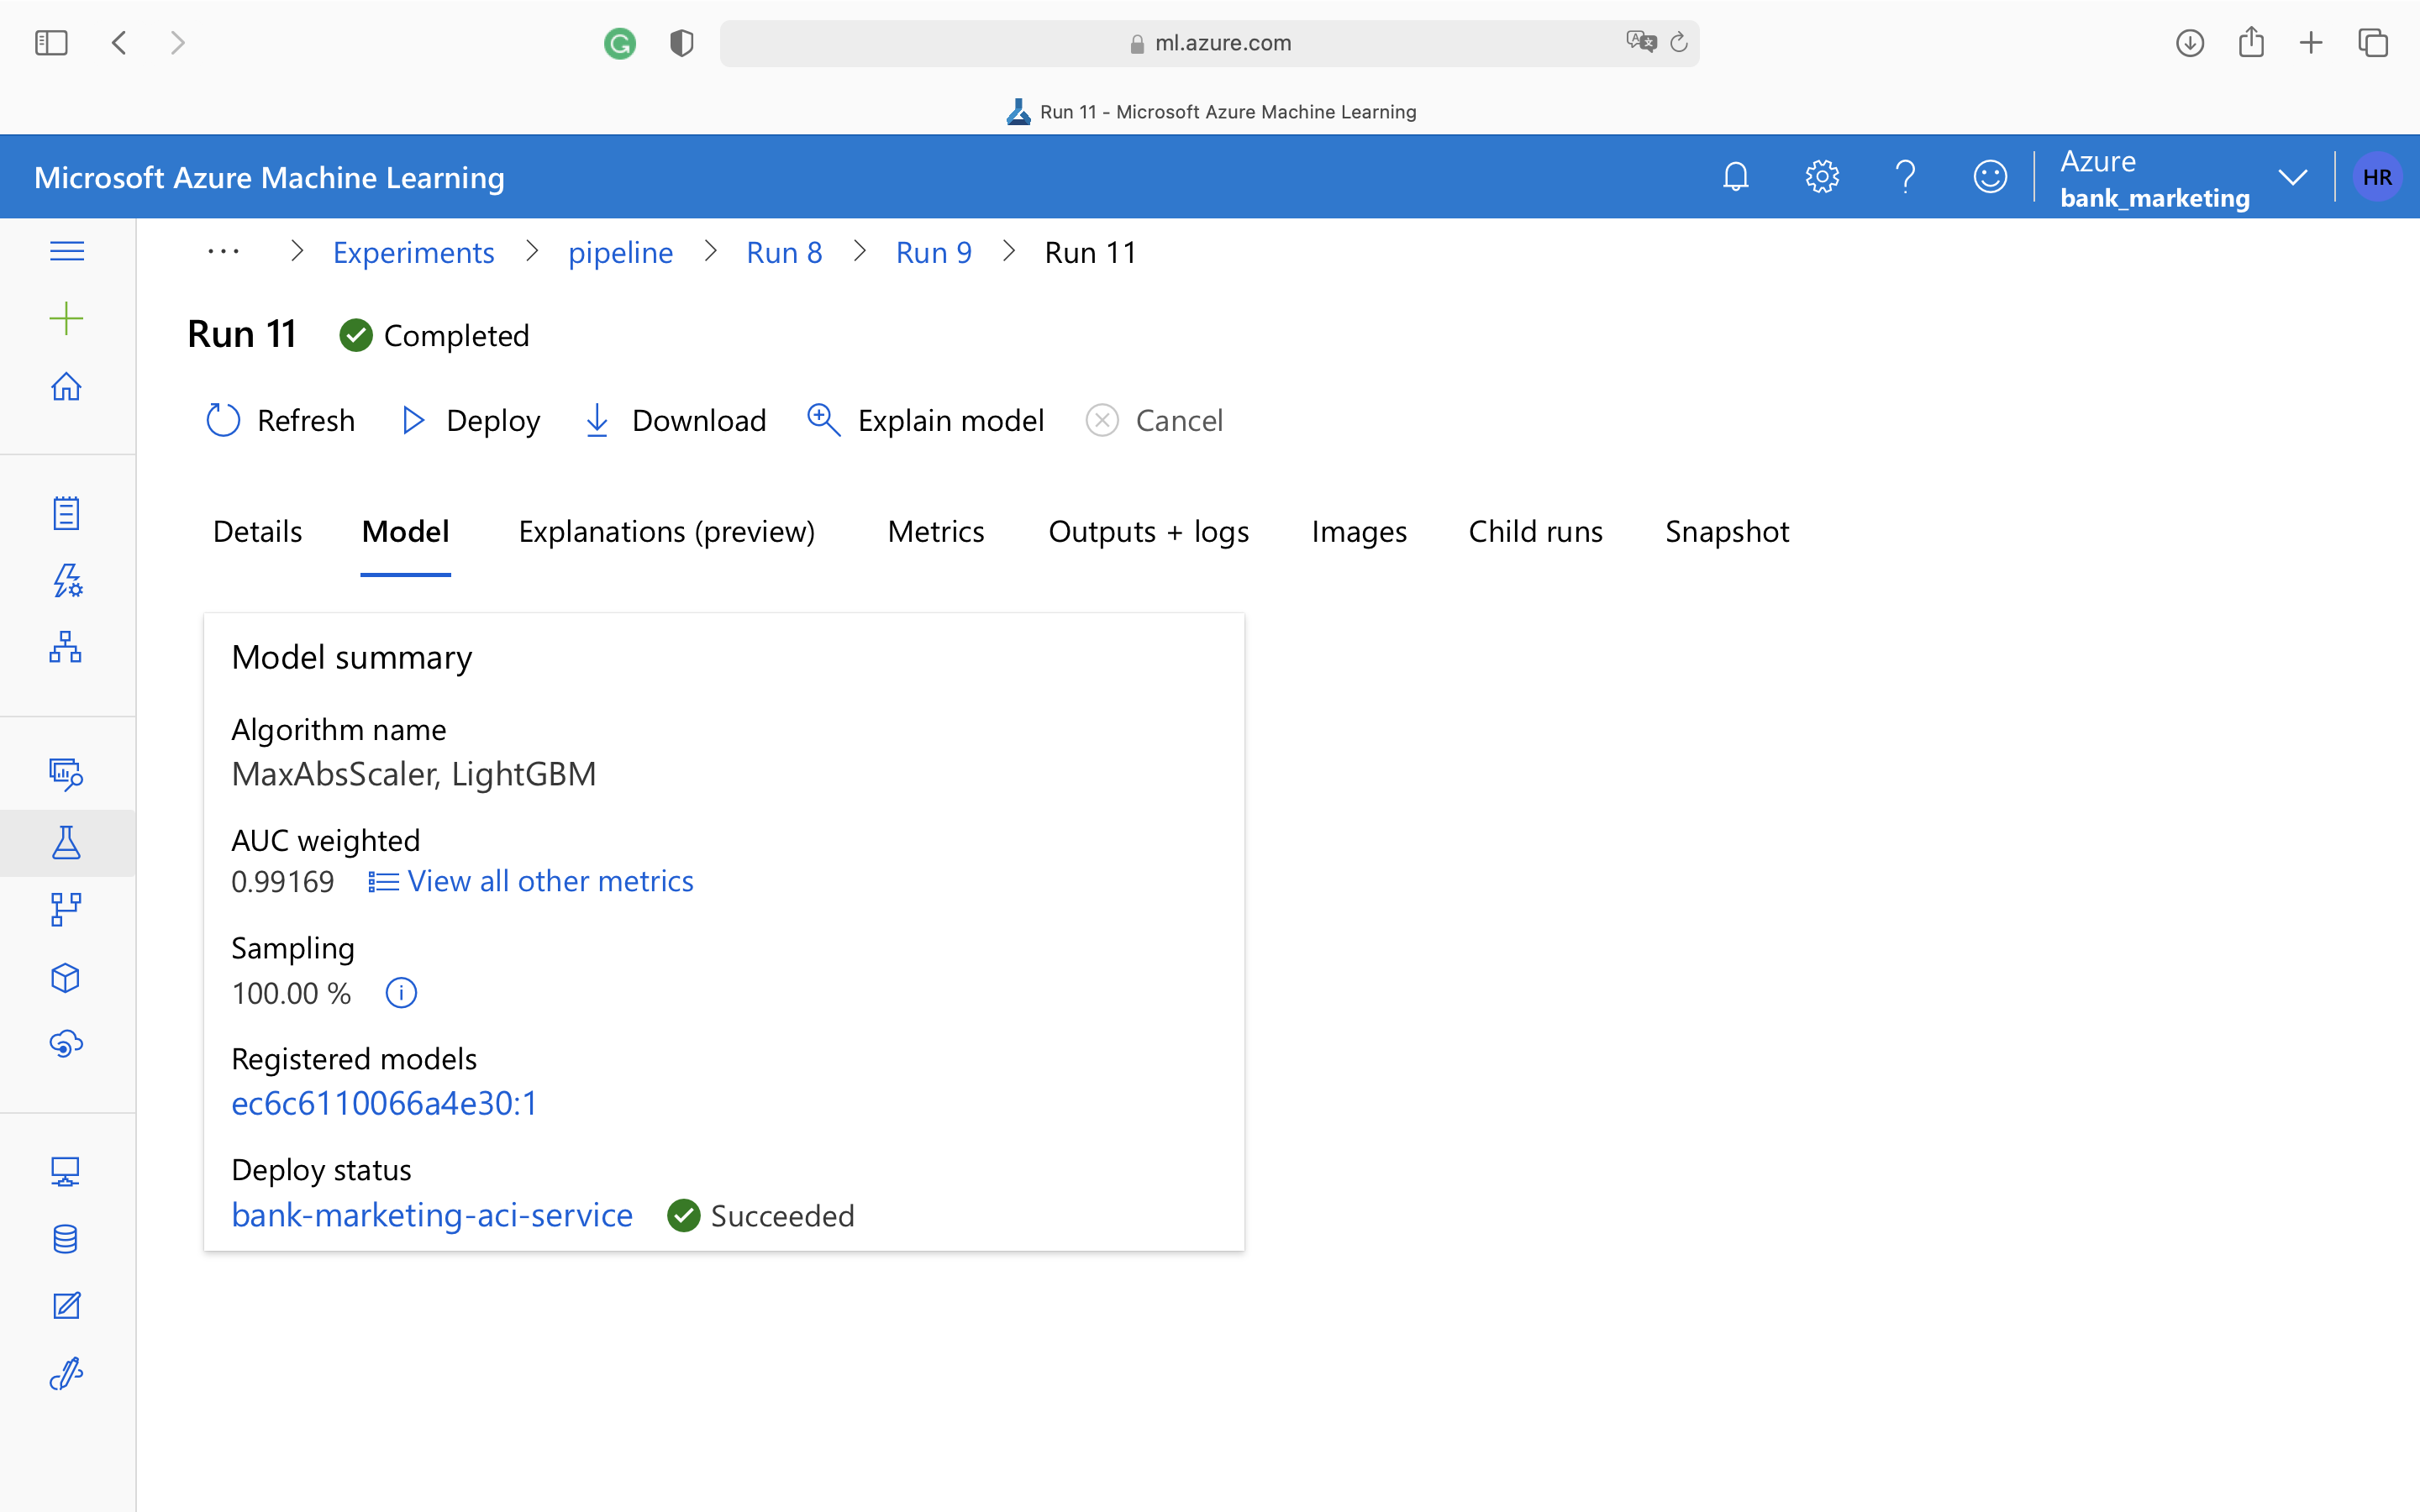 ml.azure.com
Run 11 - Microsoft Azure Machine Learning
Microsoft Azure Machine Learning
Azure
bank_marketing
HR
... > Experiments > pipeline > Run 8 > Run 9 > Run 11
Run 11 Completed
Refresh Deploy Download Explain model Cancel
Details Model Explanations (preview) Metrics Outputs + logs Images Child runs Snapshot
Model summary
Algorithm name
MaxAbsScaler, LightGBM
AUC weighted
0.99169 View all other metrics
Sampling
100.00 %
Registered models
ec6c6110066a4e30:1
Deploy status
bank-marketing-aci-service Succeeded